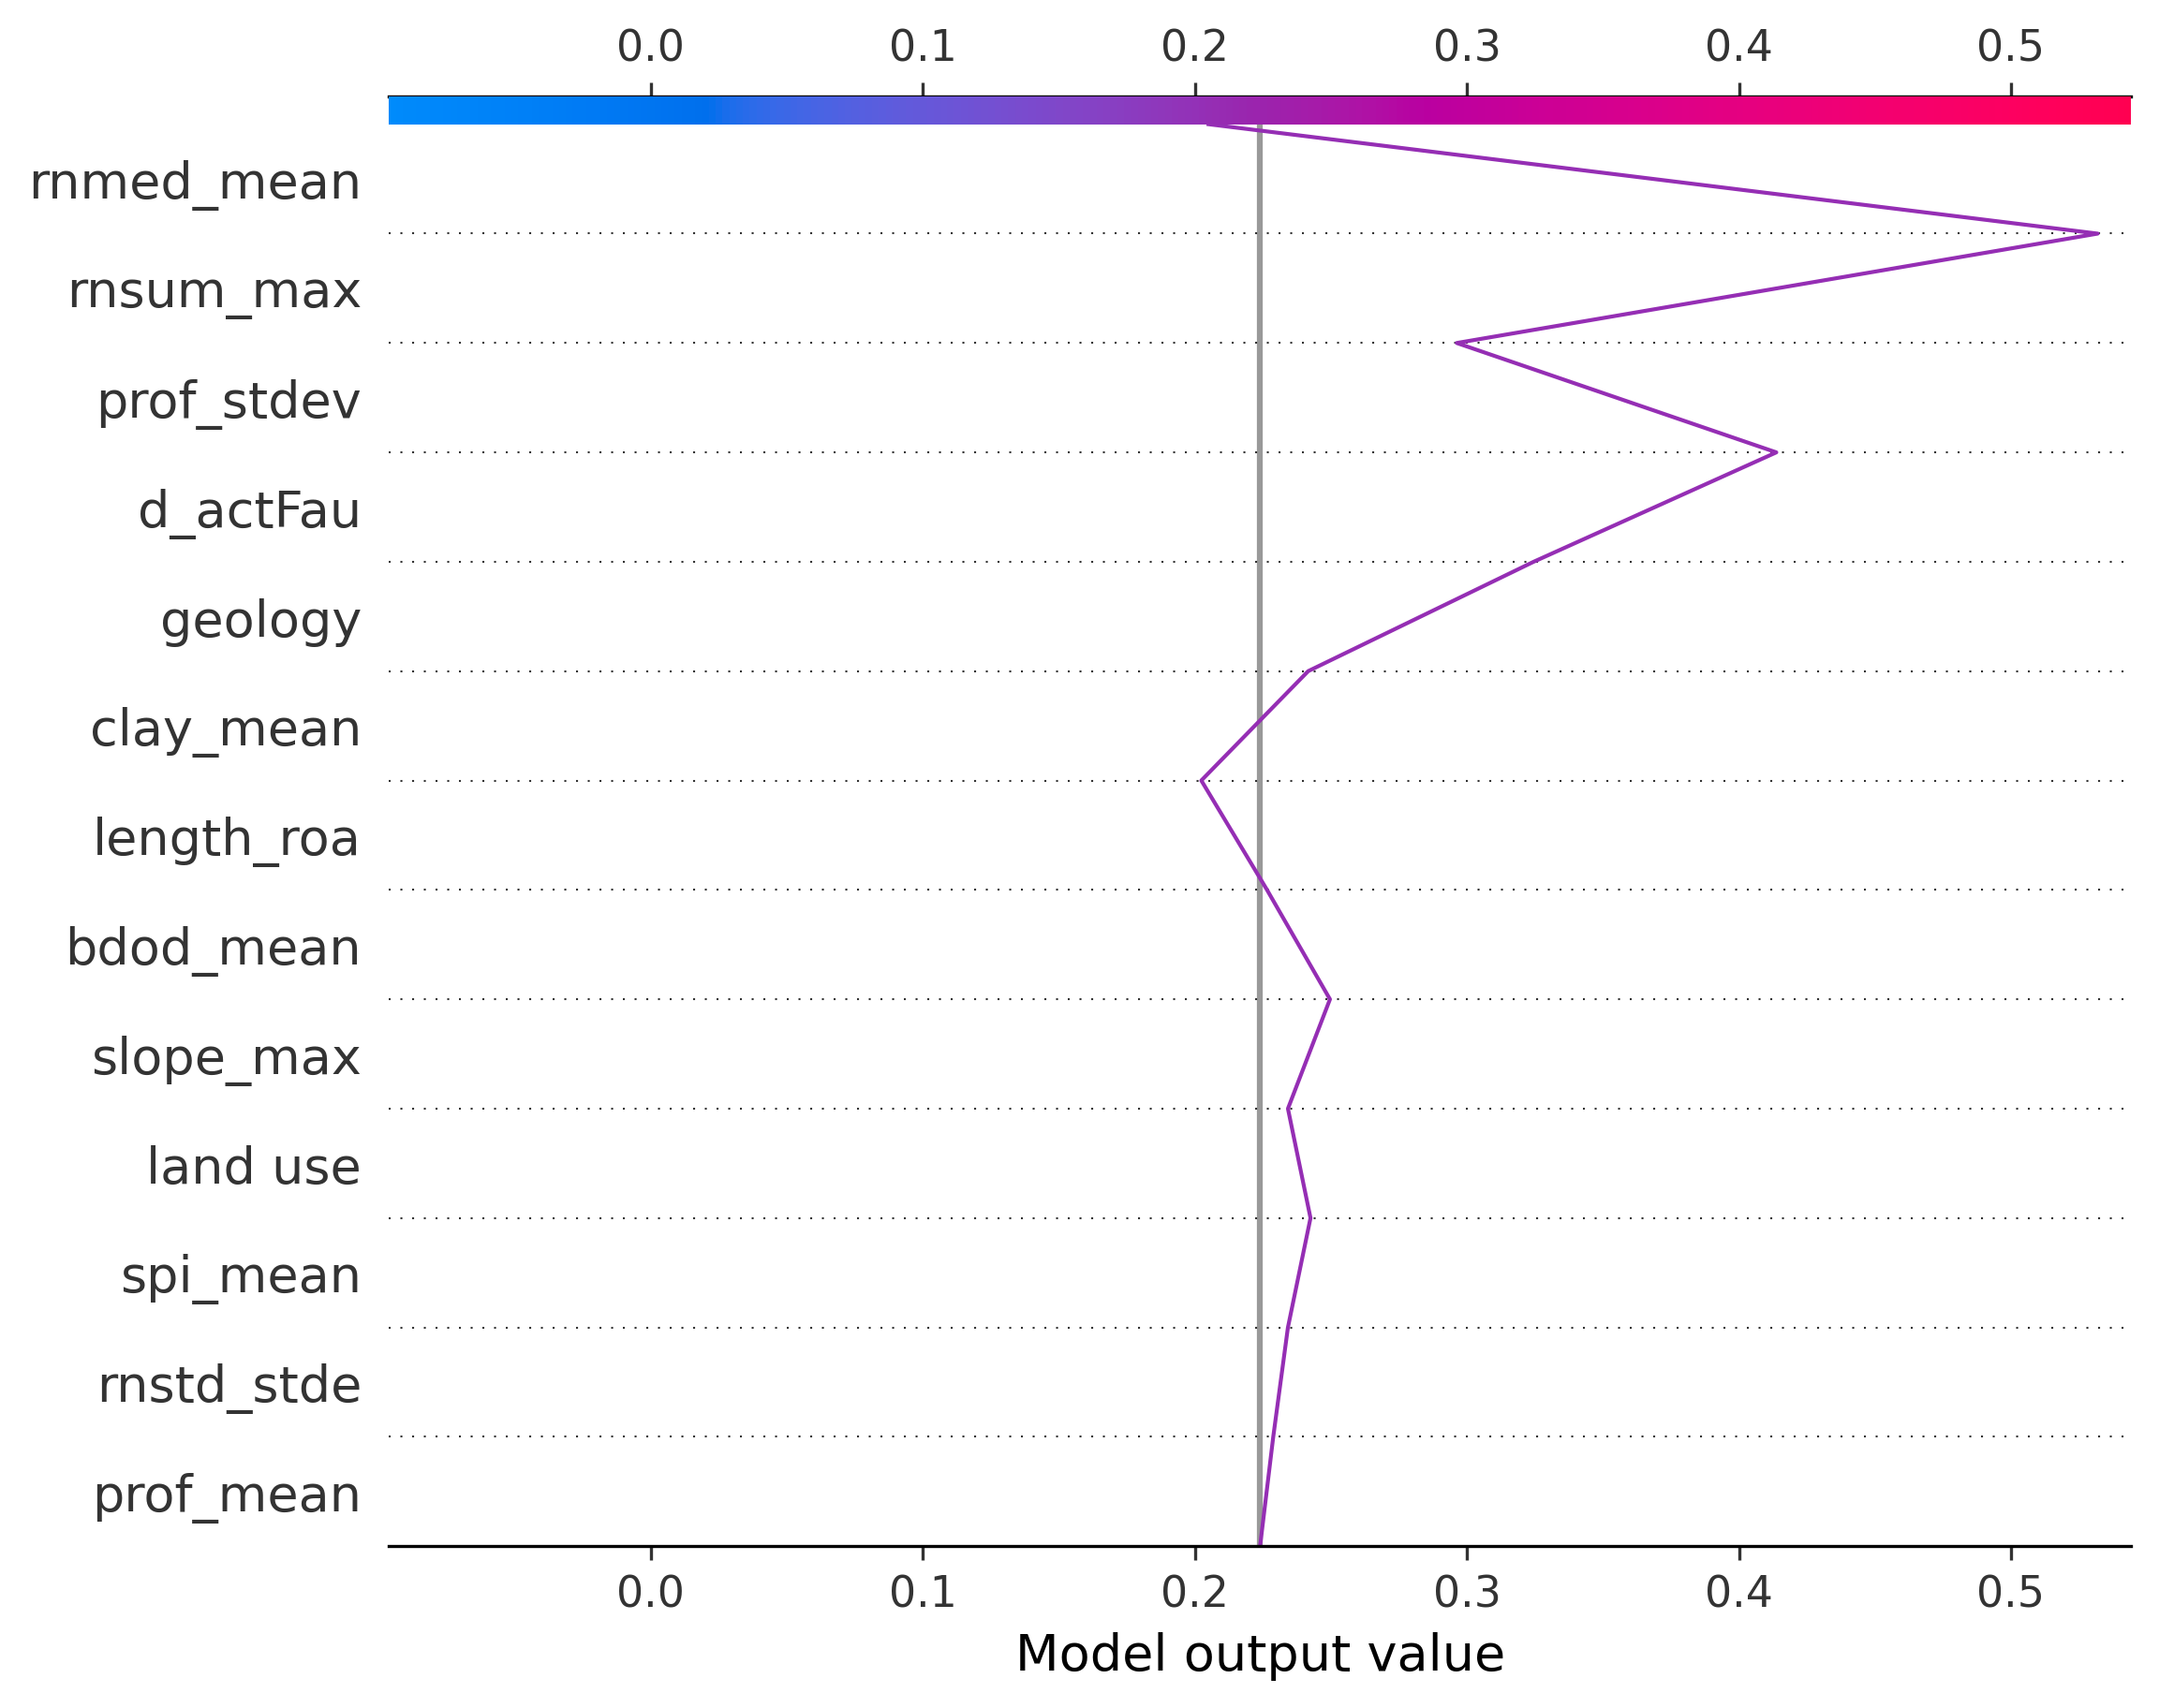 0.0 0.1 0.2 0.3 0.4 0.5
rnmed_mean
rnsum_max
prof_stdev
d_actFau
geology
clay_mean
length_roa
bdod_mean
slope_max
land use
spi_mean
rnstd_stde
prof_mean
0.0 0.1 0.2 0.3 0.4 0.5
Model output value